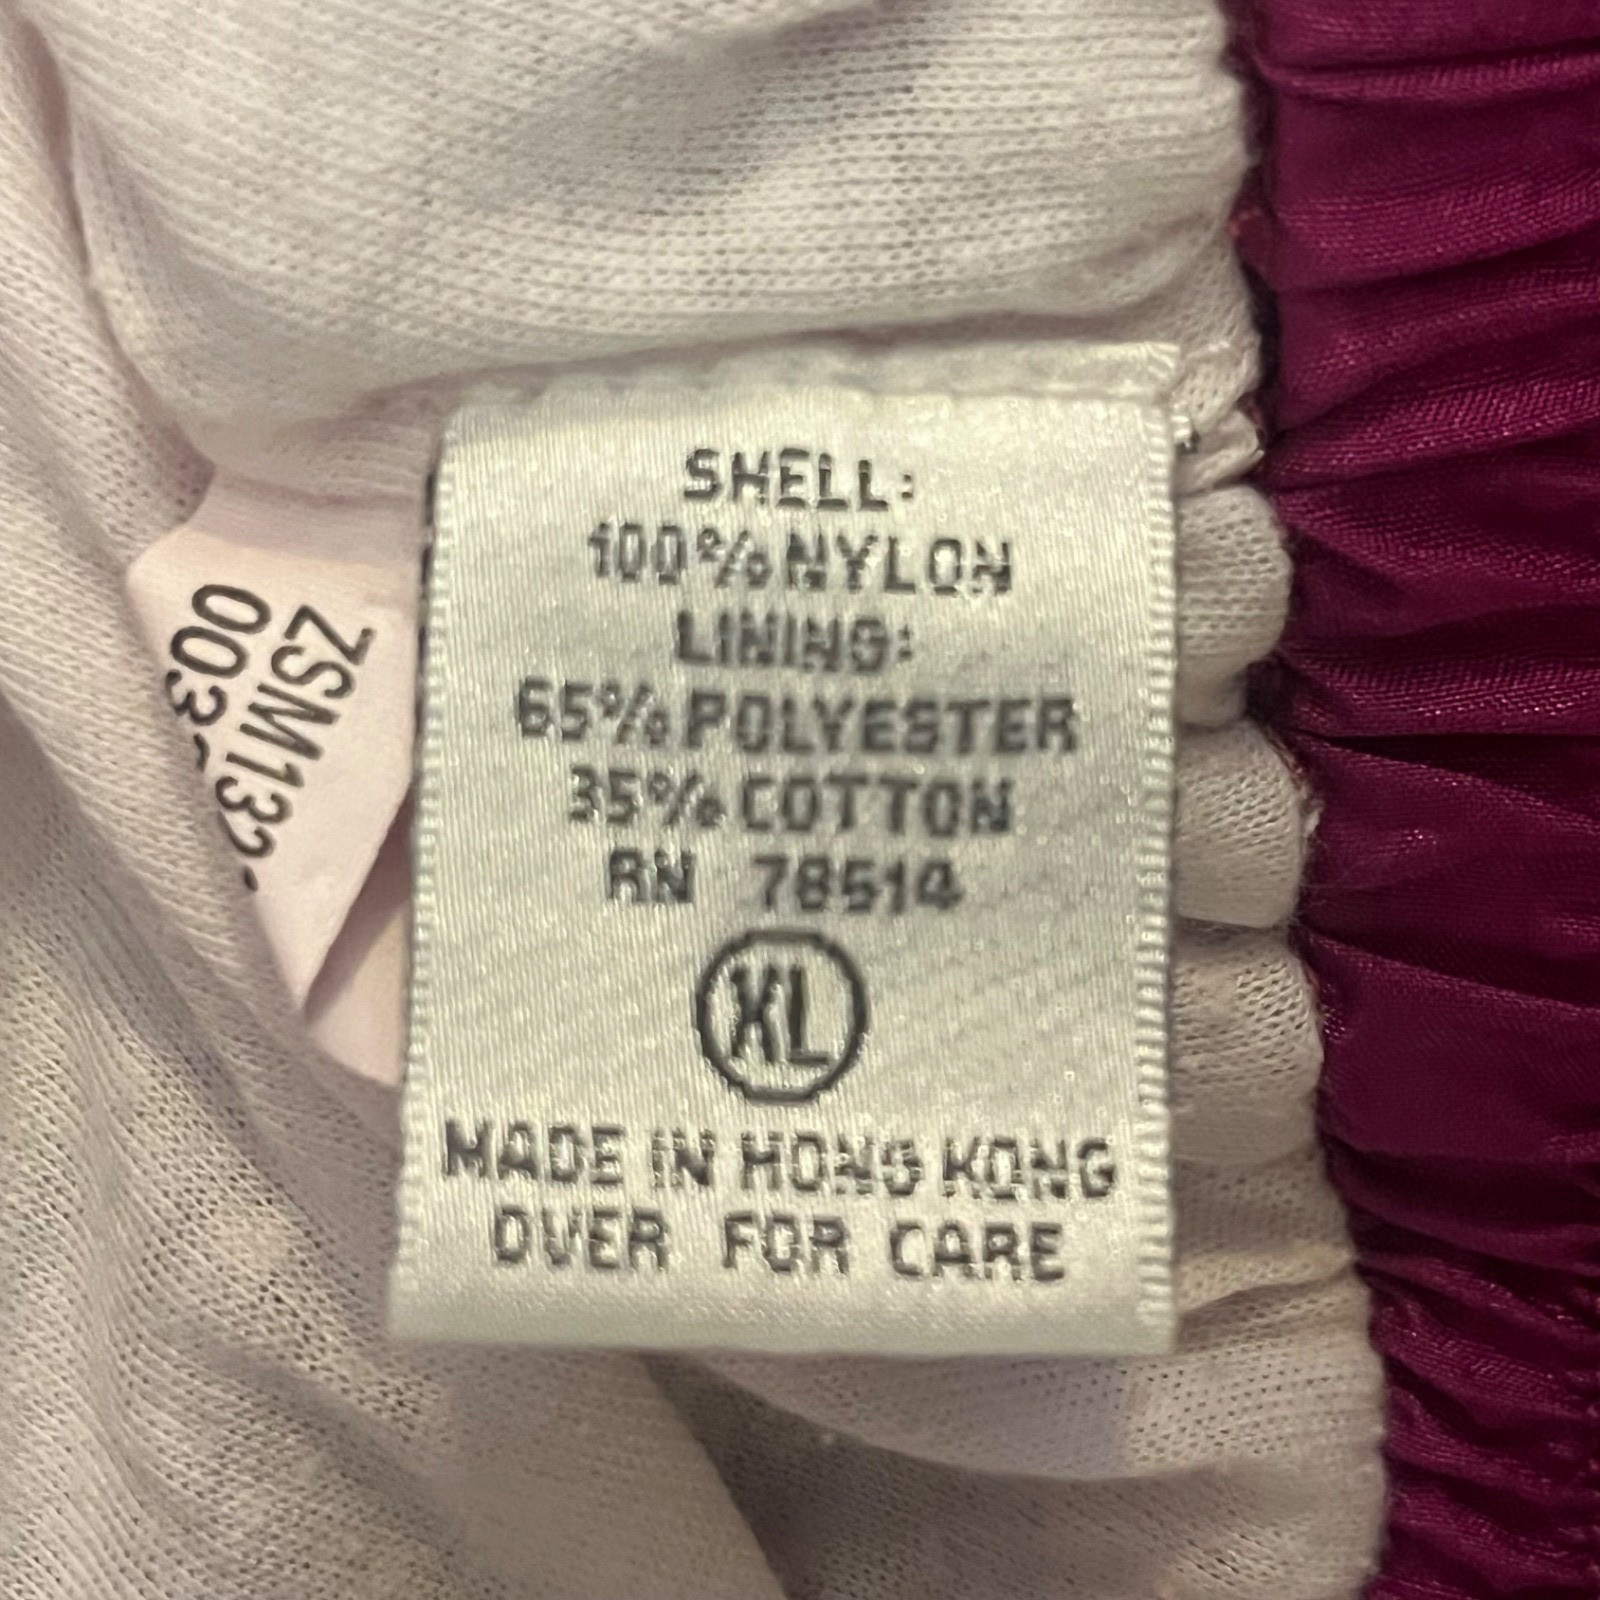 SHELL:
100% NYLON
LINING:
65% POLYESTER
35% COTTON
RN 78514
XL
MADE IN HONG KONG
OVER FOR CARE